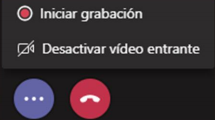 Iniciar grabación
Desactivar vídeo entrante